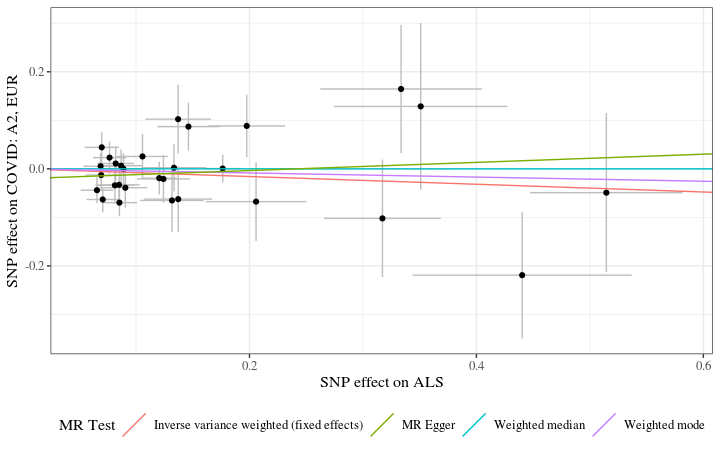 SNP effect on COVID: A2, EUR
0.2
0.0
-0.2
0.2 0.4 0.6
SNP effect on ALS
MR Test Inverse variance weighted (fixed effects) MR Egger Weighted median Weighted mode